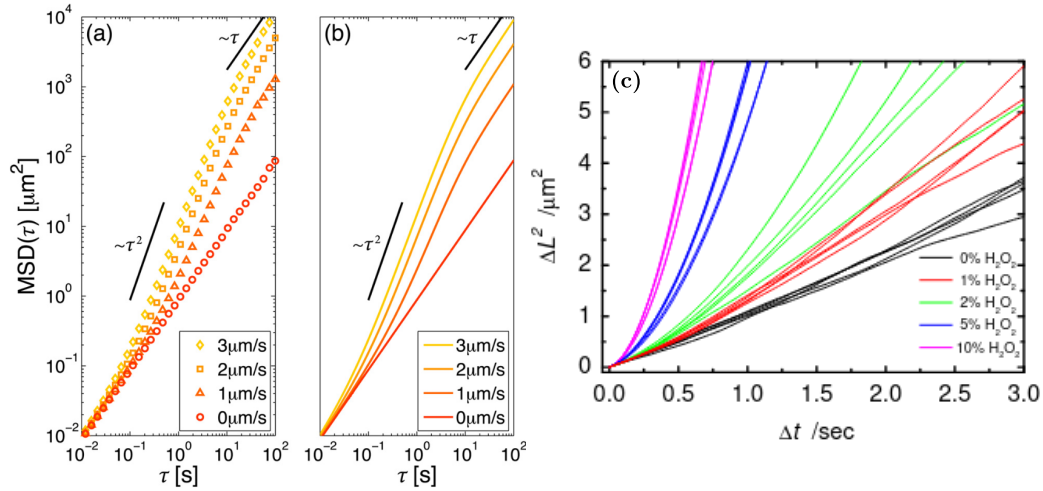 (a)
MSD(τ) [μm²]
10⁴
10³
10²
10¹
10⁰
10⁻¹
10⁻²
~τ
~τ²
3μm/s
2μm/s
1μm/s
0μm/s
10⁻² 10⁻¹ 10⁰ 10¹ 10²
τ [s]
(b)
~τ
~τ²
3μm/s
2μm/s
1μm/s
0μm/s
10⁻² 10⁻¹ 10⁰ 10¹ 10²
τ [s]
(c)
ΔL² /μm²
6
5
4
3
2
1
0
0% H₂O₂
1% H₂O₂
2% H₂O₂
5% H₂O₂
10% H₂O₂
0.0 0.5 1.0 1.5 2.0 2.5 3.0
Δt /sec